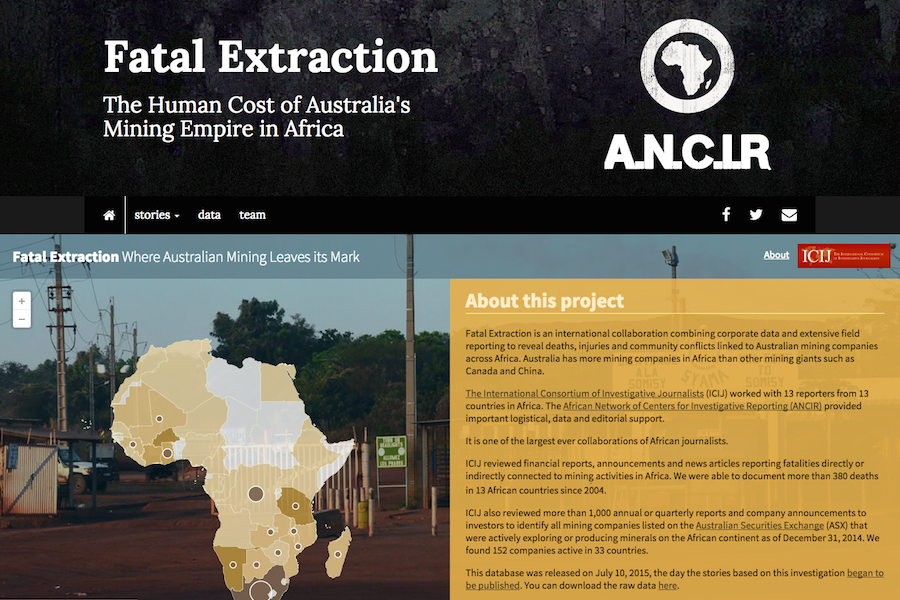 Fatal Extraction
The Human Cost of Australia's
Mining Empire in Africa
A.N.C.I.R
stories
data
team
Fatal Extraction Where Australian Mining Leaves its Mark
About
ICIJ
+
−
About this project
Fatal Extraction is an international collaboration combining corporate data and extensive field
reporting to reveal deaths, injuries and community conflicts linked to Australian mining companies
across Africa. Australia has more mining companies in Africa than other mining giants such as
Canada and China.
The International Consortium of Investigative Journalists (ICIJ) worked with 13 reporters from 13
countries in Africa. The African Network of Centers for Investigative Reporting (ANCIR) provided
important logistical, data and editorial support.
It is one of the largest ever collaborations of African journalists.
ICIJ reviewed financial reports, announcements and news articles reporting fatalities directly or
indirectly connected to mining activities in Africa. We were able to document more than 380 deaths
in 13 African countries since 2004.
ICIJ also reviewed more than 1,000 annual or quarterly reports and company announcements to
investors to identify all mining companies listed on the Australian Securities Exchange (ASX) that
were actively exploring or producing minerals on the African continent as of December 31, 2014. We
found 152 companies active in 33 countries.
This database was released on July 10, 2015, the day the stories based on this investigation began to
be published. You can download the raw data here.